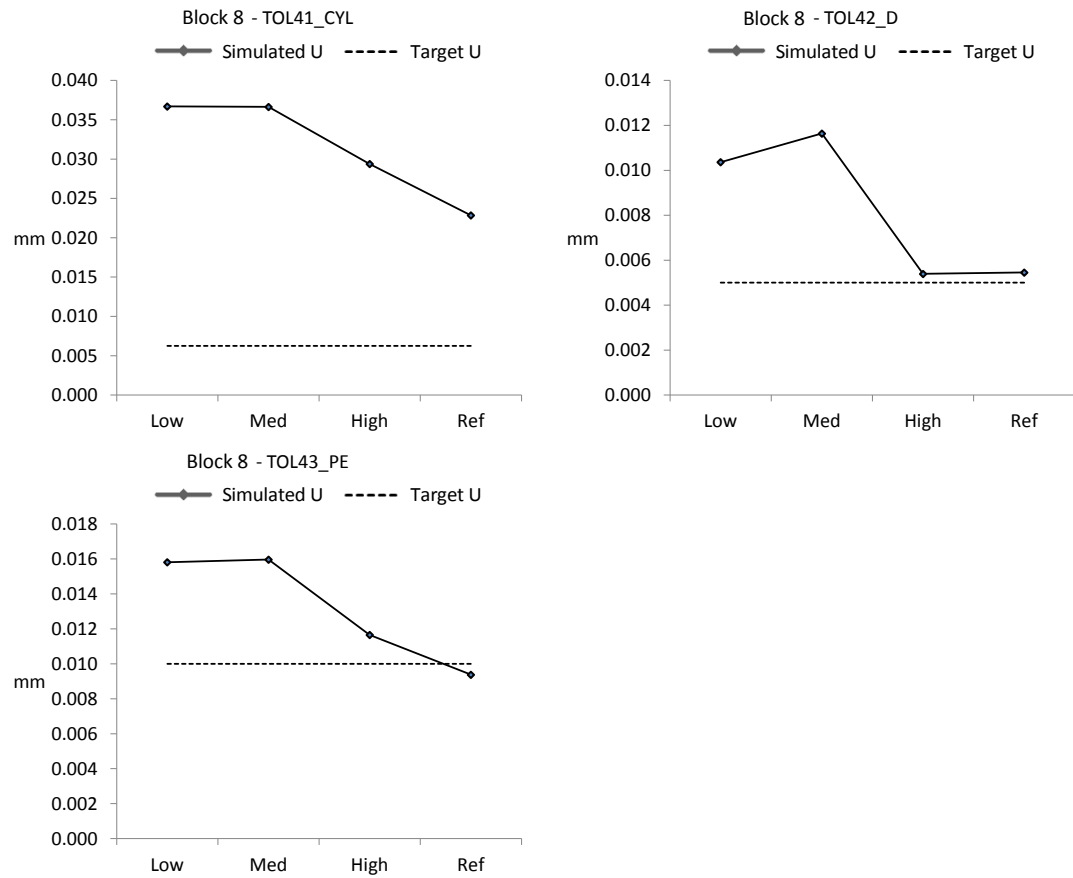 Block 8 - TOL41_CYL
Simulated U Target U
0.040
0.035
0.030
0.025
0.020
mm
0.015
0.010
0.005
0.000
Low Med High Ref
Block 8 - TOL42_D
Simulated U Target U
0.014
0.012
0.010
0.008
mm
0.006
0.004
0.002
0.000
Low Med High Ref
Block 8 - TOL43_PE
Simulated U Target U
0.018
0.016
0.014
0.012
0.010
mm
0.008
0.006
0.004
0.002
0.000
Low Med High Ref